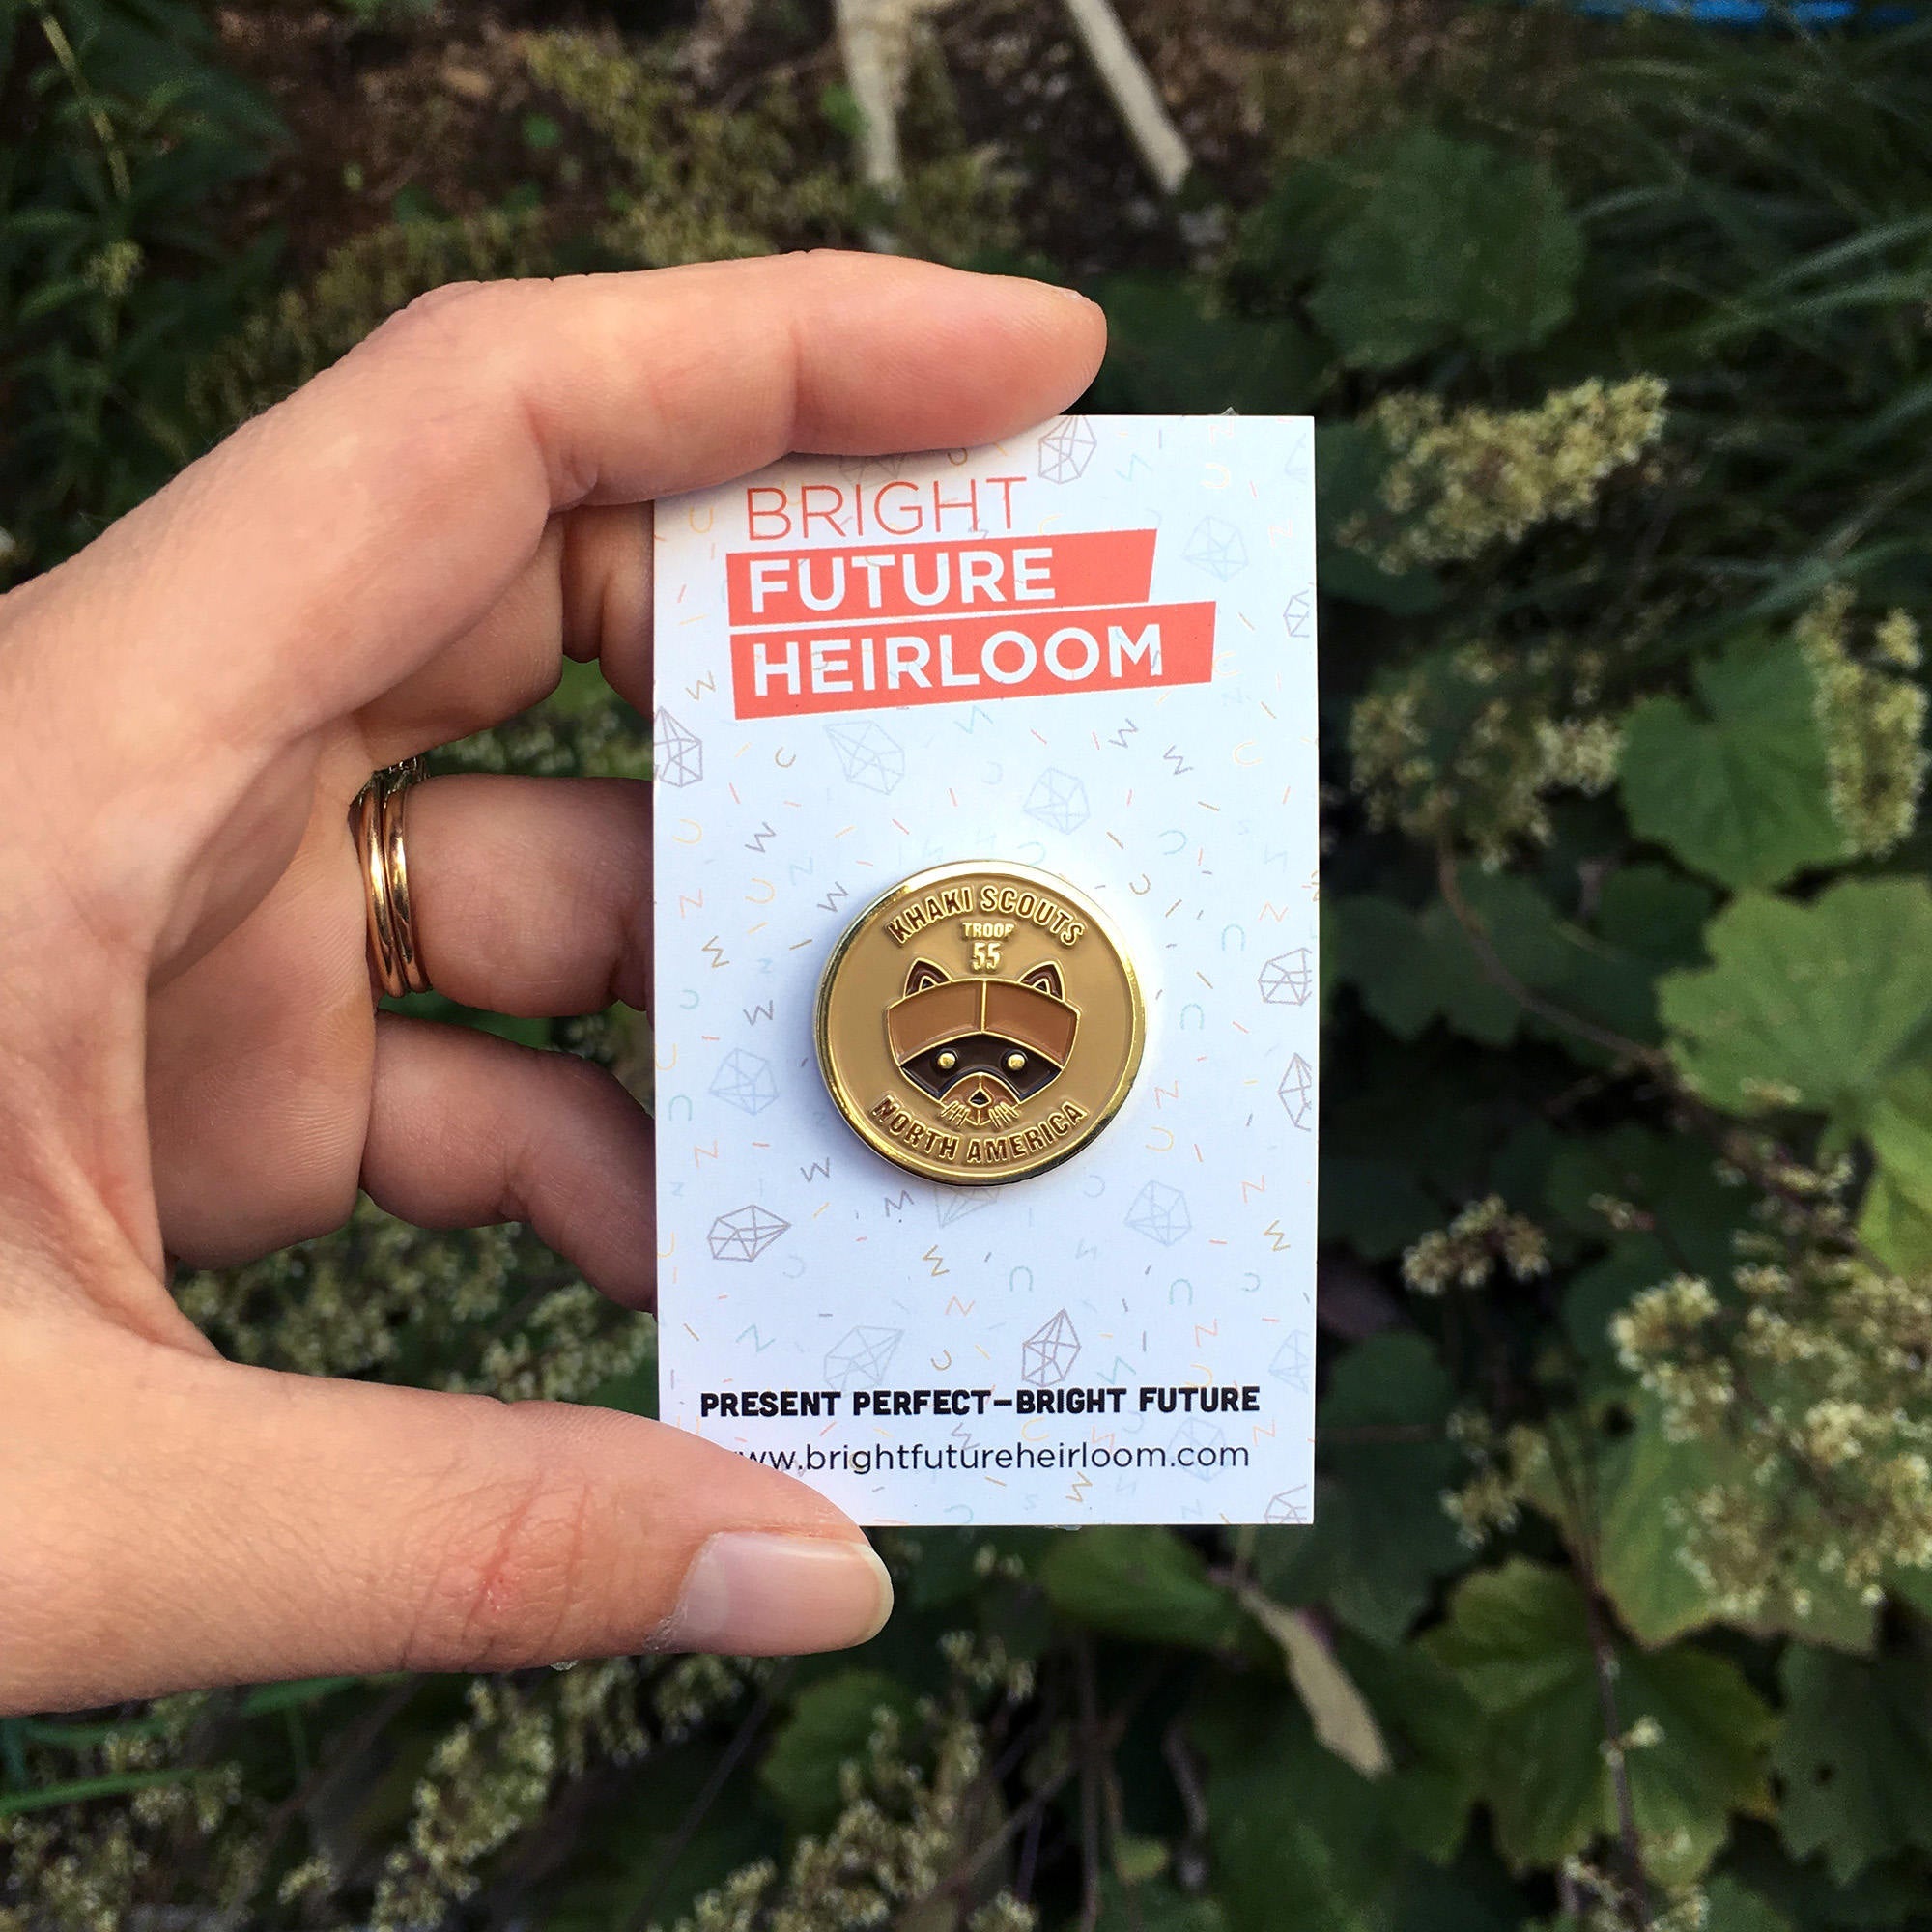 BRIGHT
FUTURE
HEIRLOOM
KHAKI SCOUTS
TROOP
55
NORTH AMERICA
PRESENT PERFECT—BRIGHT FUTURE
www.brightfutureheirloom.com